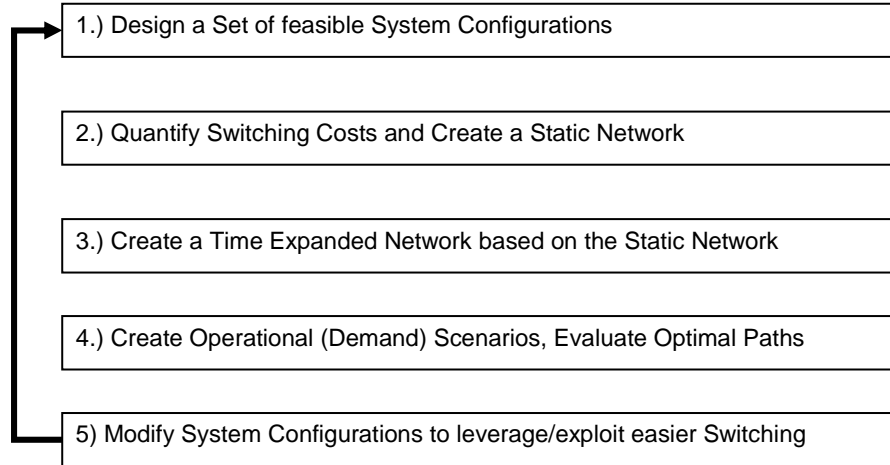 1.) Design a Set of feasible System Configurations
2.) Quantify Switching Costs and Create a Static Network
3.) Create a Time Expanded Network based on the Static Network
4.) Create Operational (Demand) Scenarios, Evaluate Optimal Paths
5) Modify System Configurations to leverage/exploit easier Switching